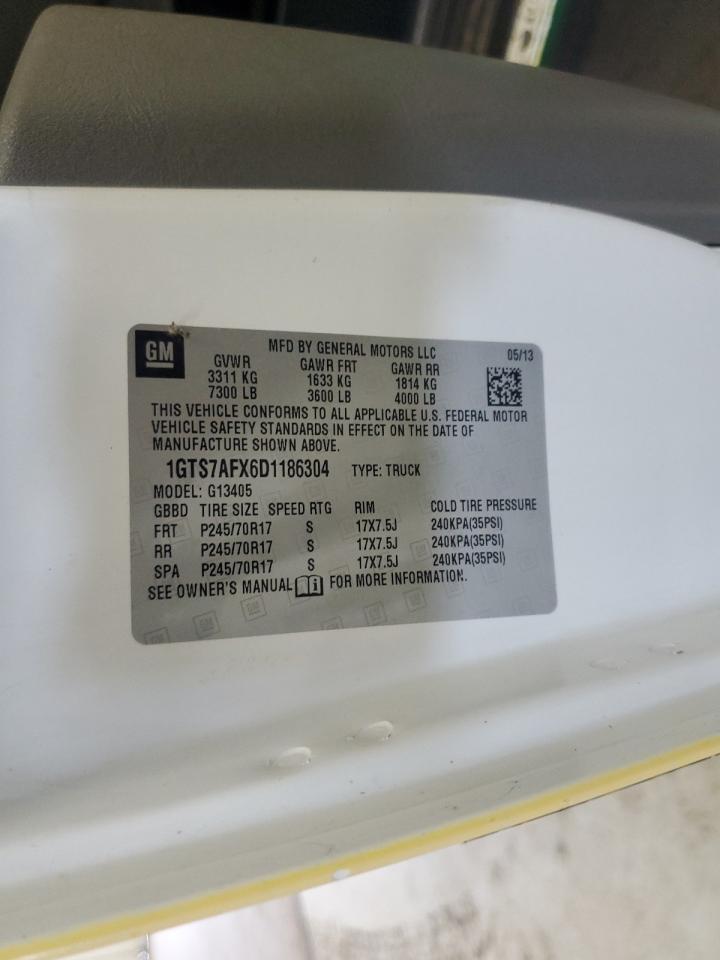 GM
MFD BY GENERAL MOTORS LLC 05/13
GVWR GAWR FRT GAWR RR
3311 KG 1633 KG 1814 KG
7300 LB 3600 LB 4000 LB
THIS VEHICLE CONFORMS TO ALL APPLICABLE U.S. FEDERAL MOTOR
VEHICLE SAFETY STANDARDS IN EFFECT ON THE DATE OF
MANUFACTURE SHOWN ABOVE.
1GTS7AFX6D1186304 TYPE: TRUCK
MODEL: G13405
GBBD TIRE SIZE SPEED RTG RIM COLD TIRE PRESSURE
FRT P245/70R17 S 17X7.5J 240KPA(35PSI)
RR P245/70R17 S 17X7.5J 240KPA(35PSI)
SPA P245/70R17 S 17X7.5J 240KPA(35PSI)
SEE OWNER'S MANUAL FOR MORE INFORMATION.